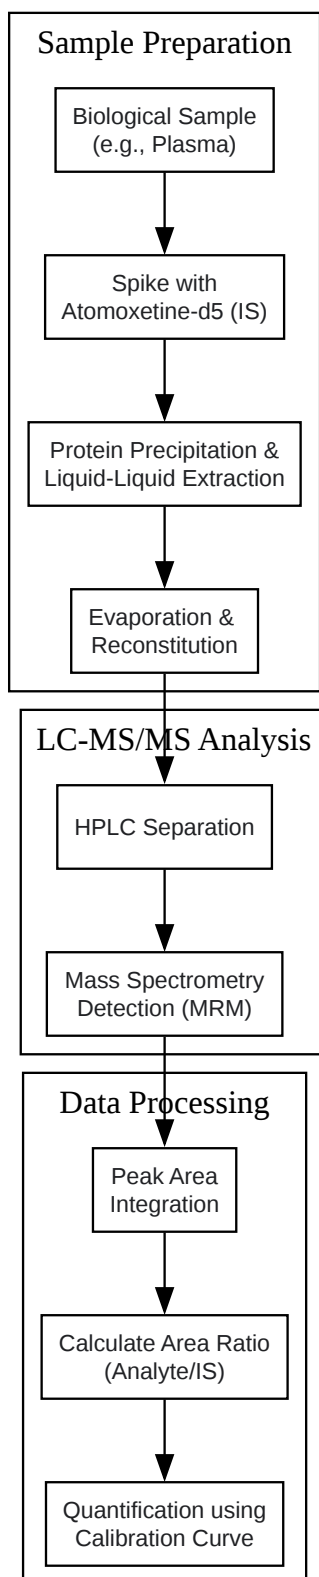 Sample Preparation
Biological Sample
(e.g., Plasma)
Spike with
Atomoxetine-d5 (IS)
Protein Precipitation &
Liquid-Liquid Extraction
Evaporation &
Reconstitution
LC-MS/MS Analysis
HPLC Separation
Mass Spectrometry
Detection (MRM)
Data Processing
Peak Area
Integration
Calculate Area Ratio
(Analyte/IS)
Quantification using
Calibration Curve